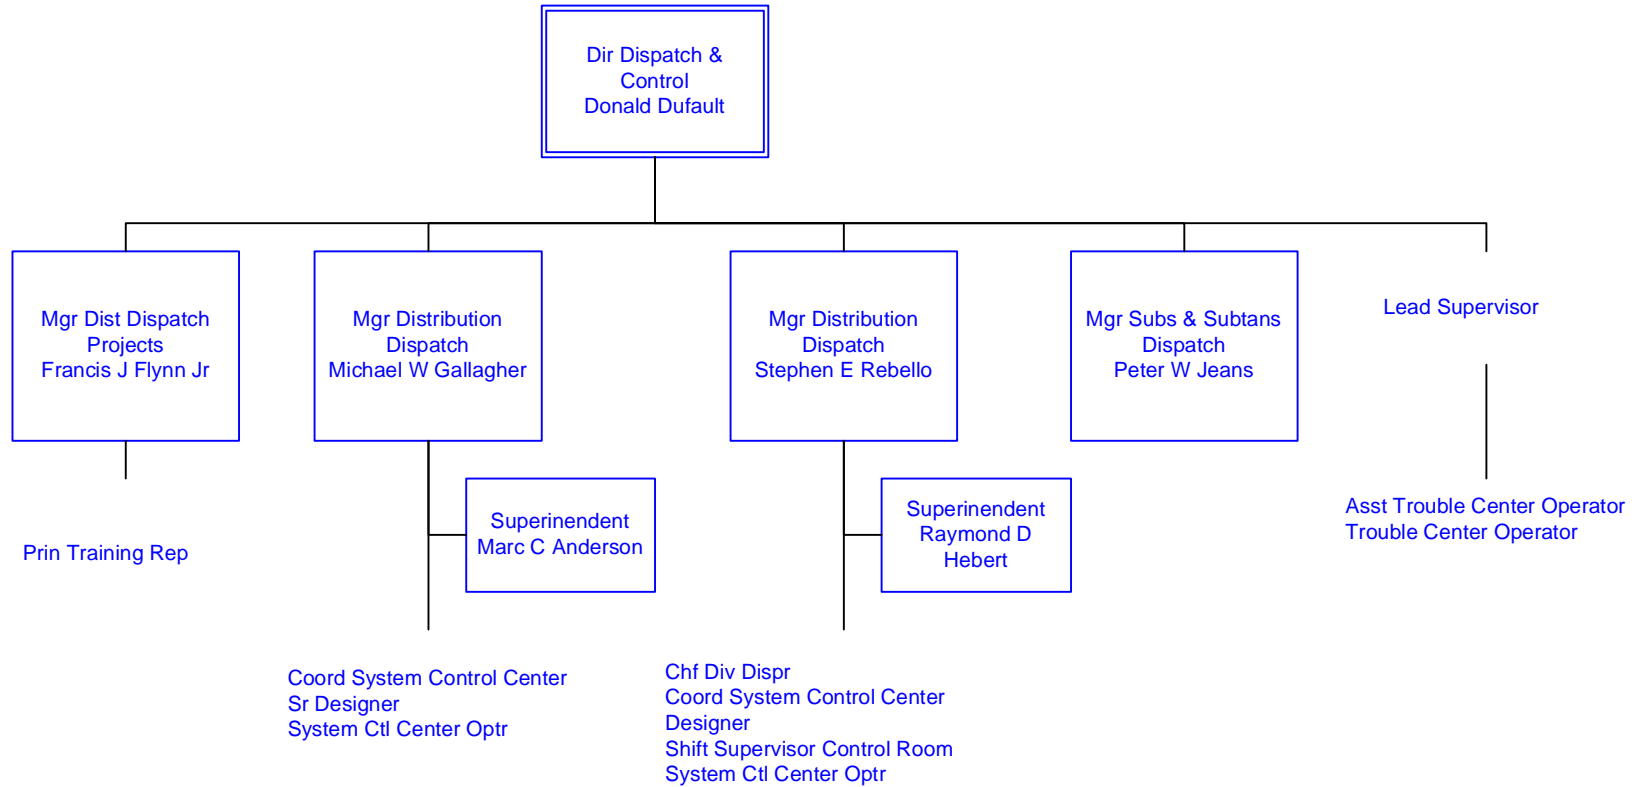 Dir Dispatch &
Control
Donald Dufault
Mgr Dist Dispatch
Projects
Francis J Flynn Jr
Mgr Distribution
Dispatch
Michael W Gallagher
Mgr Distribution
Dispatch
Stephen E Rebello
Mgr Subs & Subtans
Dispatch
Peter W Jeans
Lead Supervisor
Prin Training Rep
Superinendent
Marc C Anderson
Superinendent
Raymond D
Hebert
Asst Trouble Center Operator
Trouble Center Operator
Coord System Control Center
Sr Designer
System Ctl Center Optr
Chf Div Dispr
Coord System Control Center
Designer
Shift Supervisor Control Room
System Ctl Center Optr